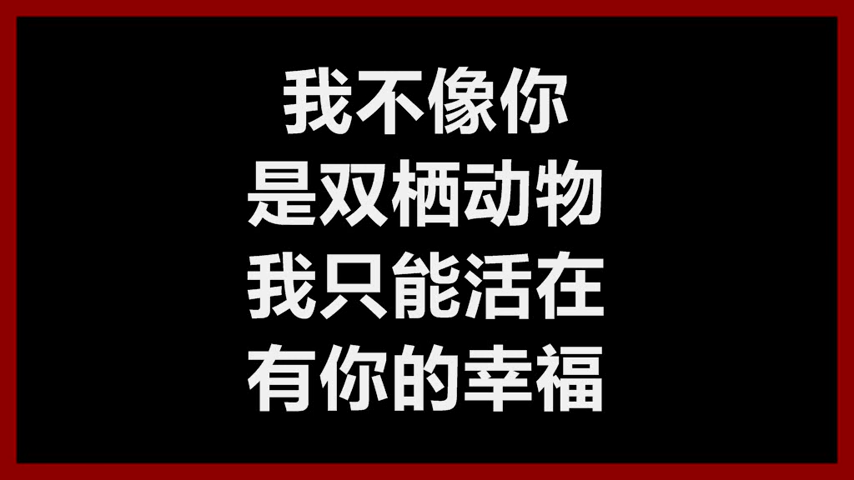 我不像你
是双栖动物
我只能活在
有你的幸福